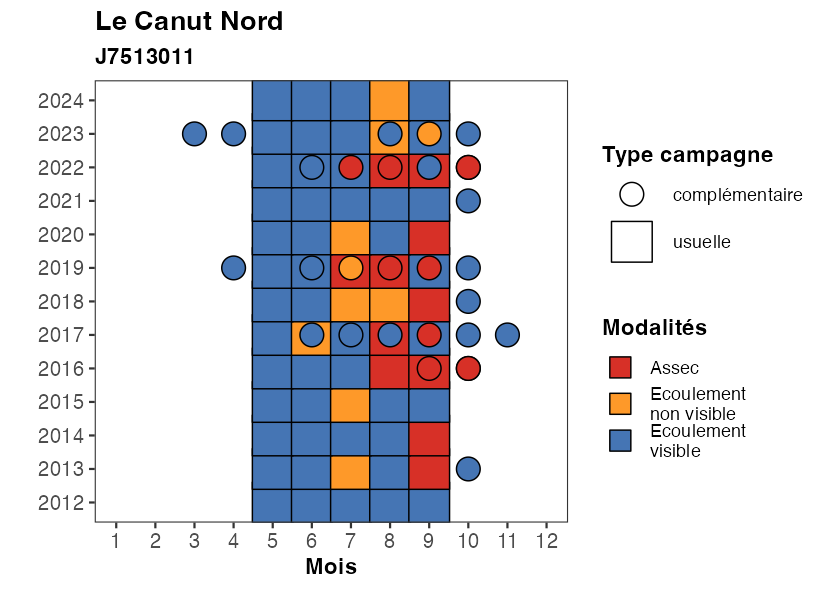 Le Canut Nord
J7513011
2024
2023
2022
2021
2020
2019
2018
2017
2016
2015
2014
2013
2012
1 2 3 4 5 6 7 8 9 10 11 12
Mois
Type campagne
complémentaire
usuelle
Modalités
Assec
Ecoulement
non visible
Ecoulement
visible